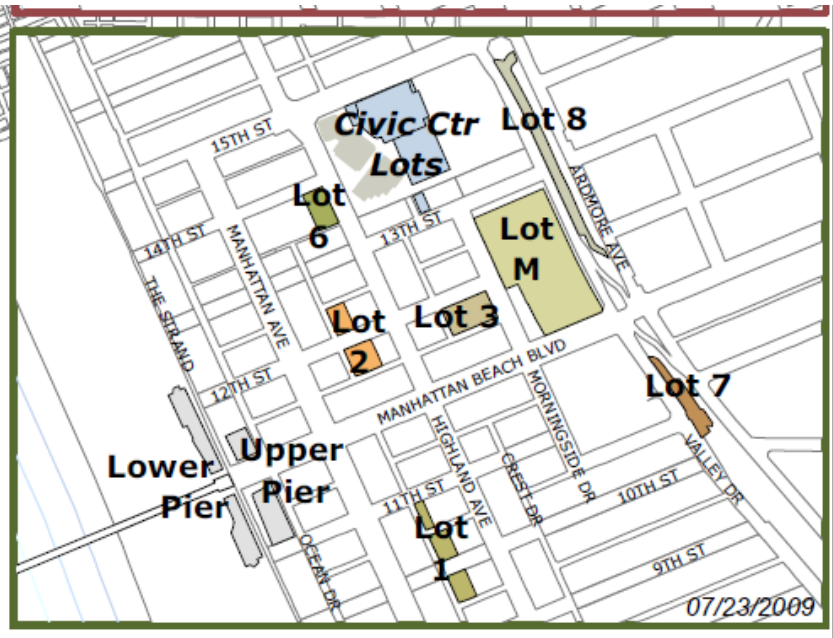 Civic Ctr
Lots
Lot 8
15TH ST
ARDMORE AVE
Lot
6
13TH ST
Lot
M
14TH ST
MANHATTAN AVE
THE STRAND
Lot
2
Lot 3
MANHATTAN BEACH BLVD
12TH ST
Lot 7
MORNINGSIDE DR
HIGHLAND AVE
Upper
Pier
Lower
Pier
CREST DR
VALLEY DR
11TH ST
10TH ST
Lot
1
OCEAN DR
9TH ST
07/23/2009